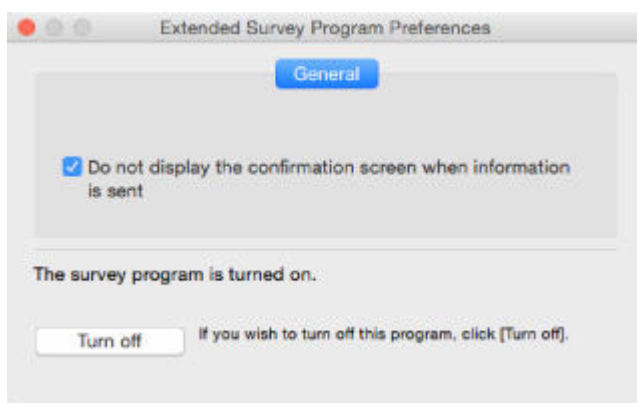 Extended Survey Program Preferences
General
Do not display the confirmation screen when information
is sent
The survey program is turned on.
Turn off
If you wish to turn off this program, click [Turn off].